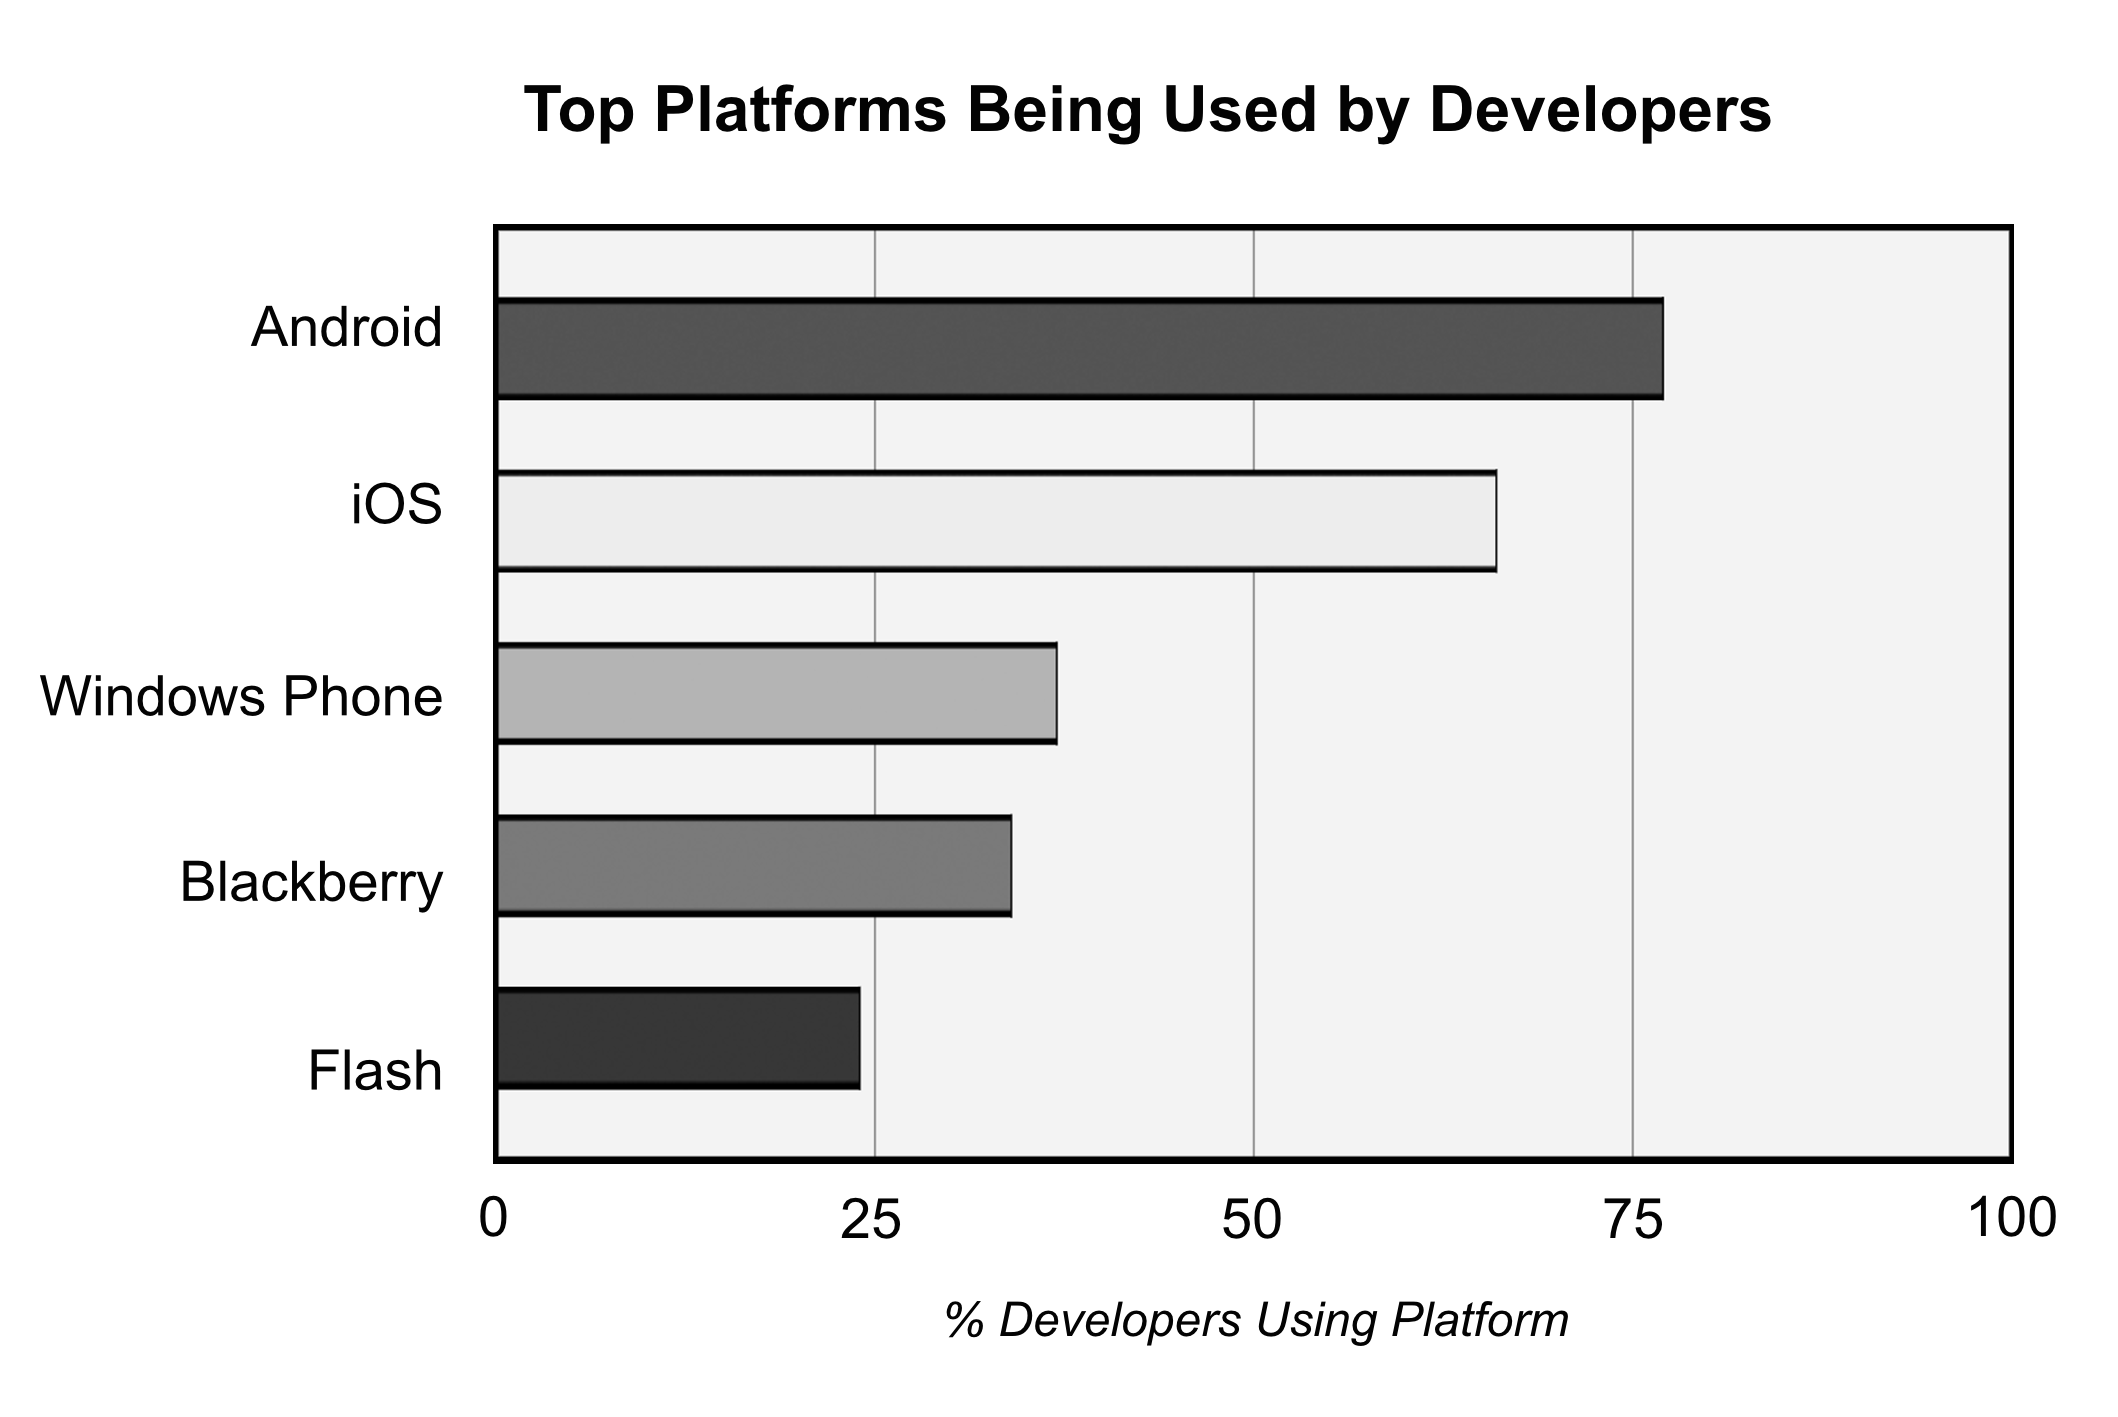 Top Platforms Being Used by Developers
Android
iOS
Windows Phone
Blackberry
Flash
0 25 50 75 100
% Developers Using Platform